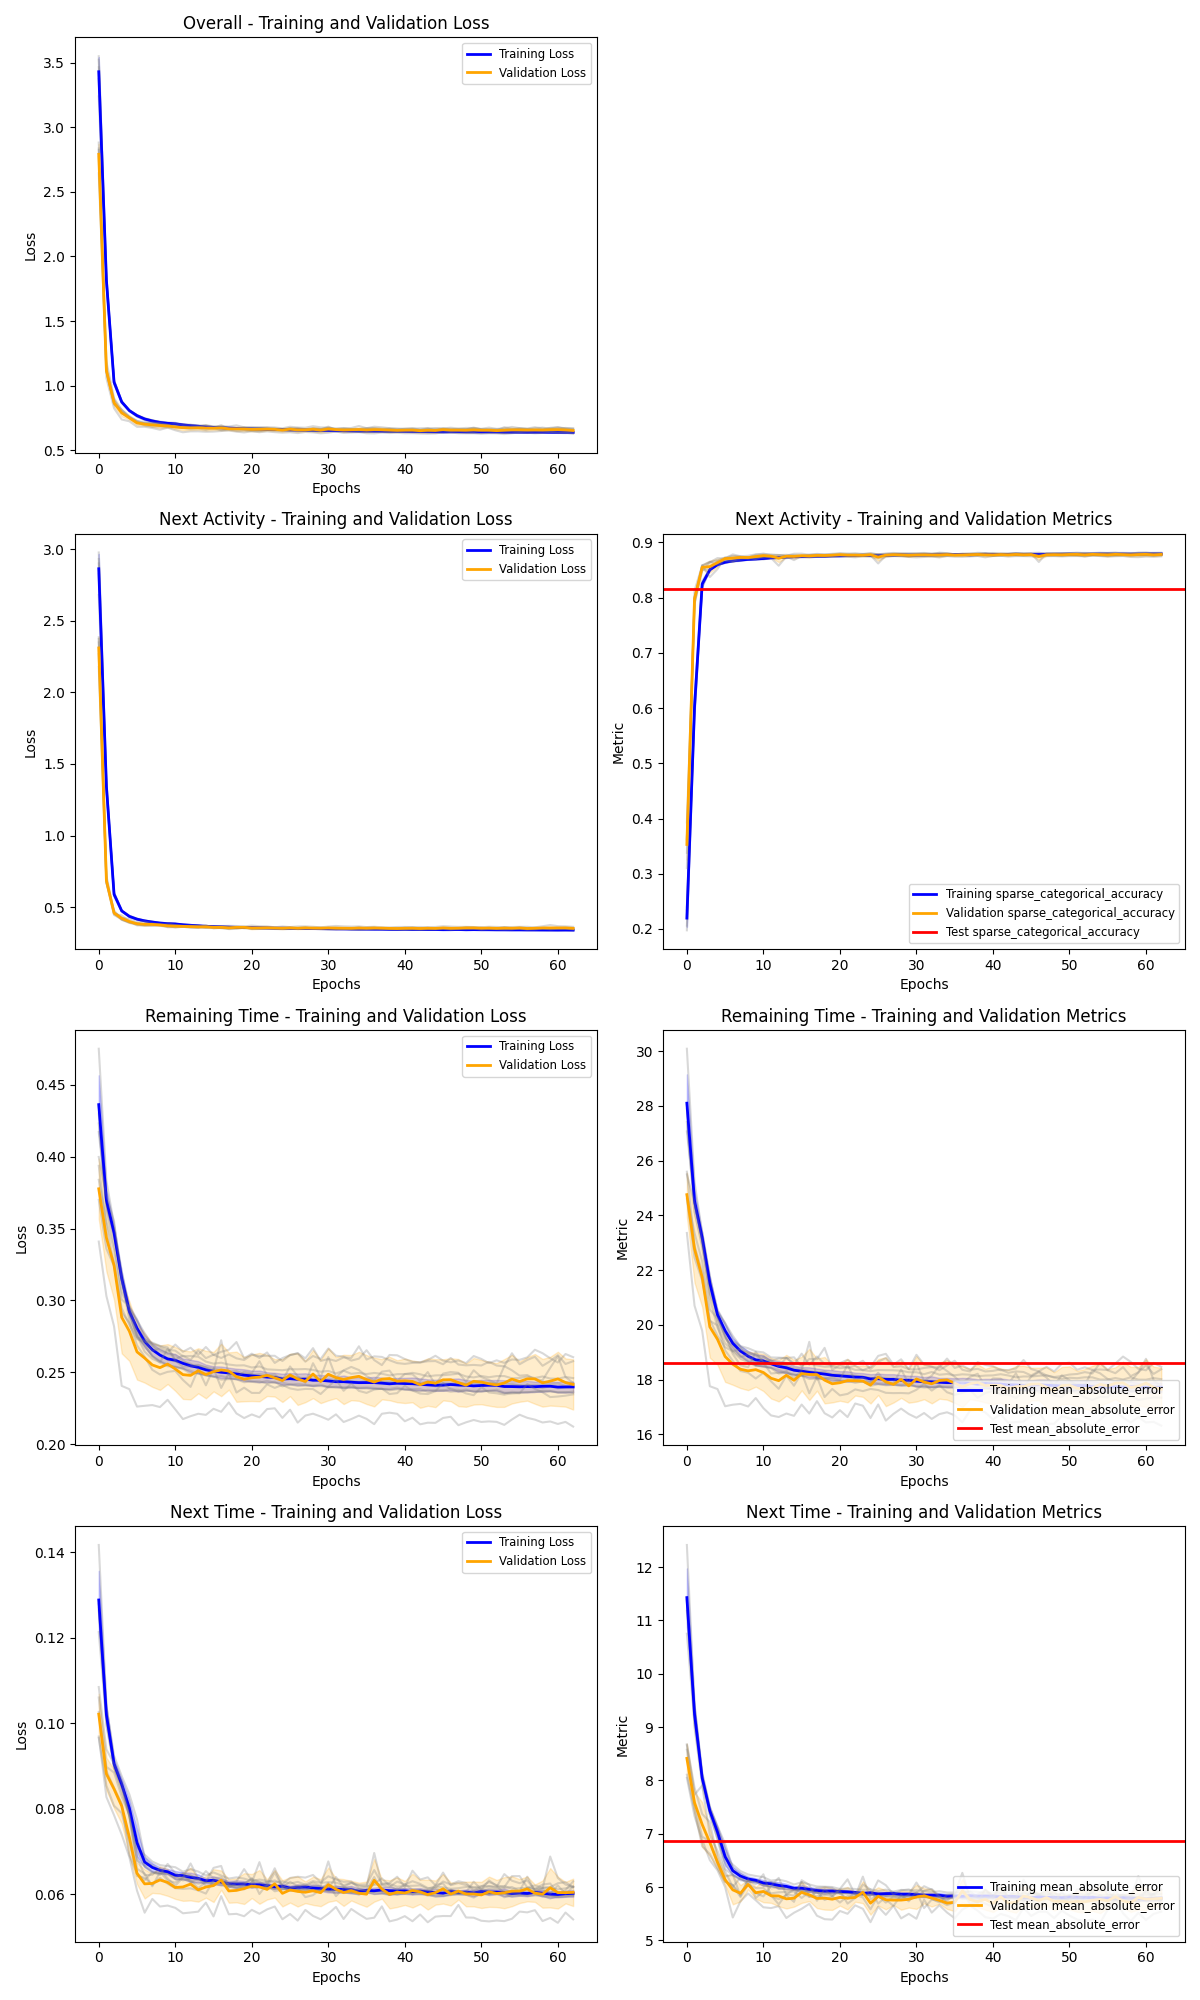 Overall - Training and Validation Loss
Training Loss
Validation Loss
3.5
3.0
2.5
2.0
1.5
1.0
0.5
Loss
0 10 20 30 40 50 60
Epochs
Next Activity - Training and Validation Loss
Training Loss
Validation Loss
3.0
2.5
2.0
1.5
1.0
0.5
Loss
0 10 20 30 40 50 60
Epochs
Next Activity - Training and Validation Metrics
0.9
0.8
0.7
0.6
0.5
0.4
0.3
0.2
Metric
Training sparse_categorical_accuracy
Validation sparse_categorical_accuracy
Test sparse_categorical_accuracy
0 10 20 30 40 50 60
Epochs
Remaining Time - Training and Validation Loss
Training Loss
Validation Loss
0.45
0.40
0.35
0.30
0.25
0.20
Loss
0 10 20 30 40 50 60
Epochs
Remaining Time - Training and Validation Metrics
30
28
26
24
22
20
18
16
Metric
Training mean_absolute_error
Validation mean_absolute_error
Test mean_absolute_error
0 10 20 30 40 50 60
Epochs
Next Time - Training and Validation Loss
Training Loss
Validation Loss
0.14
0.12
0.10
0.08
0.06
Loss
0 10 20 30 40 50 60
Epochs
Next Time - Training and Validation Metrics
12
11
10
9
8
7
6
5
Metric
Training mean_absolute_error
Validation mean_absolute_error
Test mean_absolute_error
0 10 20 30 40 50 60
Epochs